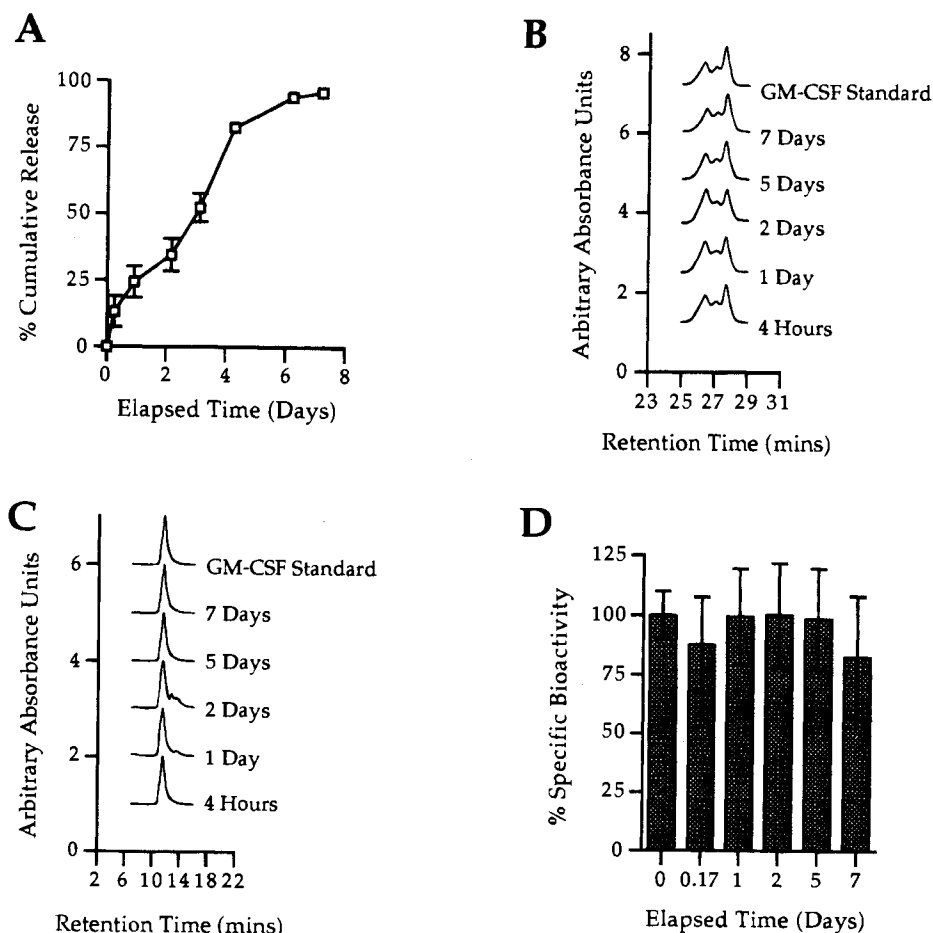 A
% Cumulative Release
100
75
50
25
0
0 2 4 6 8
Elapsed Time (Days)
B
Arbitrary Absorbance Units
8
6
4
2
0
GM-CSF Standard
7 Days
5 Days
2 Days
1 Day
4 Hours
23 25 27 29 31
Retention Time (mins)
C
Arbitrary Absorbance Units
6
4
2
0
GM-CSF Standard
7 Days
5 Days
2 Days
1 Day
4 Hours
2 6 10 14 18 22
Retention Time (mins)
D
% Specific Bioactivity
125
100
75
50
25
0
0 0.17 1 2 5 7
Elapsed Time (Days)